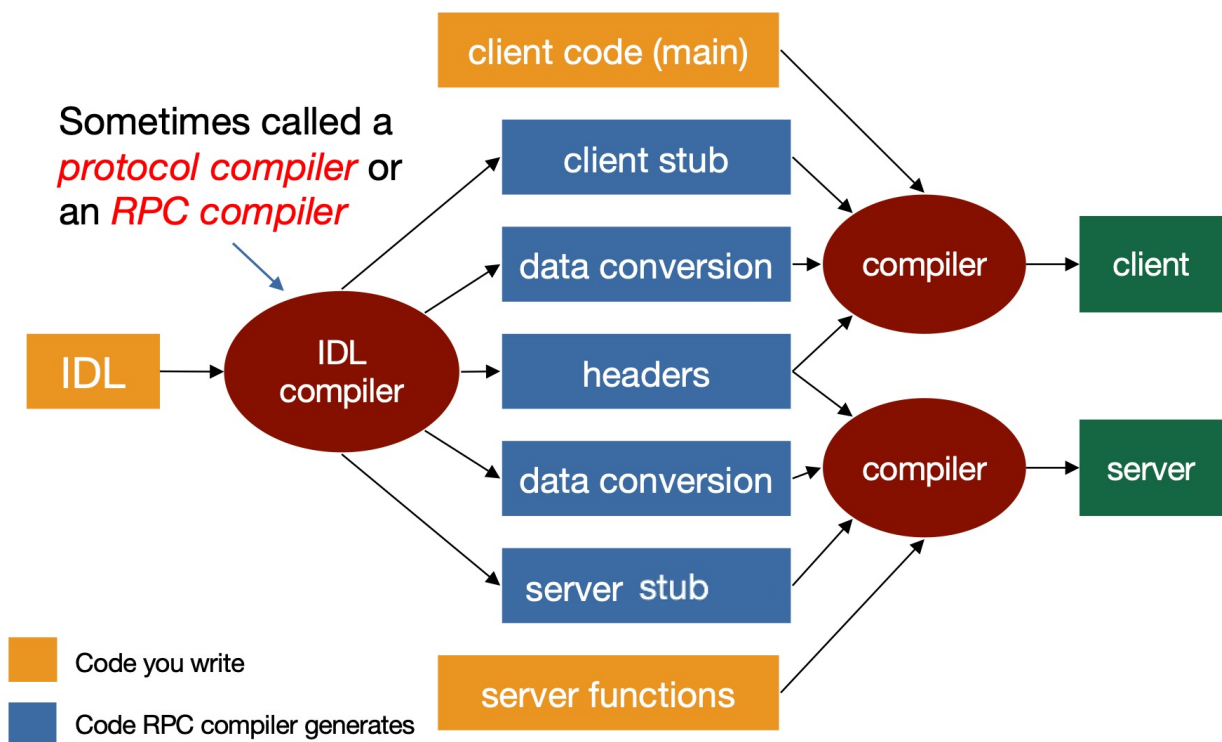 client code (main)
Sometimes called a
protocol compiler or
an RPC compiler
client stub
data conversion
compiler
client
IDL
IDL
compiler
headers
data conversion
compiler
server
server stub
server functions
Code you write
Code RPC compiler generates